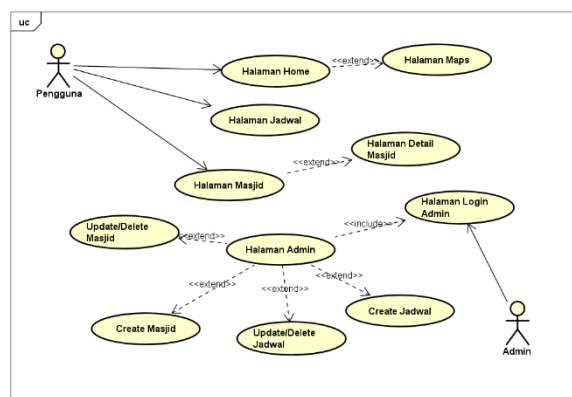 uc
Pengguna
Halaman Home
<<extend>>
Halaman Maps
Halaman Jadwal
Halaman Masjid
<<extend>>
Halaman Detail
Masjid
Halaman Login
Admin
Update/Delete
Masjid
<<extend>>
Halaman Admin
<<include>>
<<extend>>
<<extend>>
<<extend>>
Create Masjid
Update/Delete
Jadwal
Create Jadwal
Admin